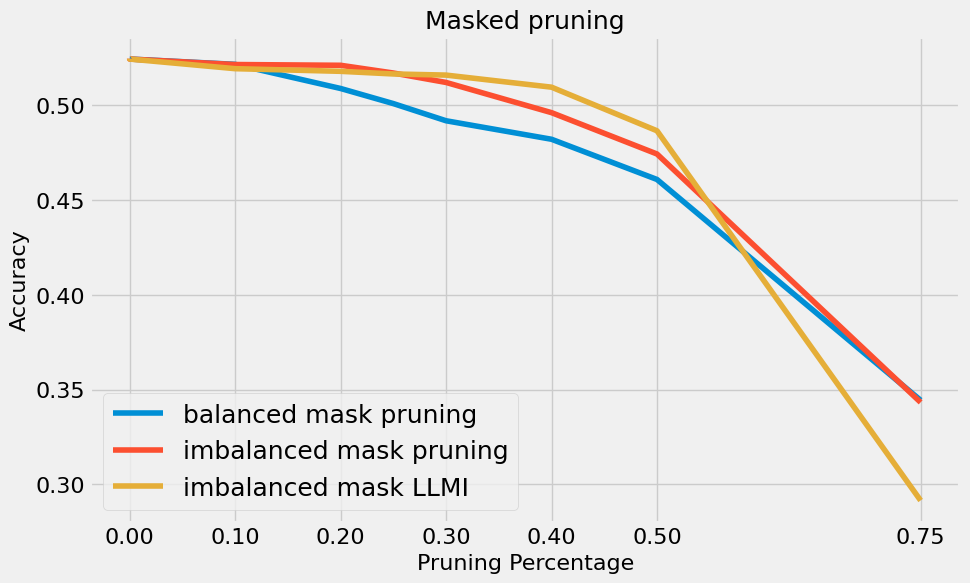 Masked pruning
Accuracy
0.50
0.45
0.40
0.35
0.30
balanced mask pruning
imbalanced mask pruning
imbalanced mask LLMI
0.00 0.10 0.20 0.30 0.40 0.50 0.75
Pruning Percentage